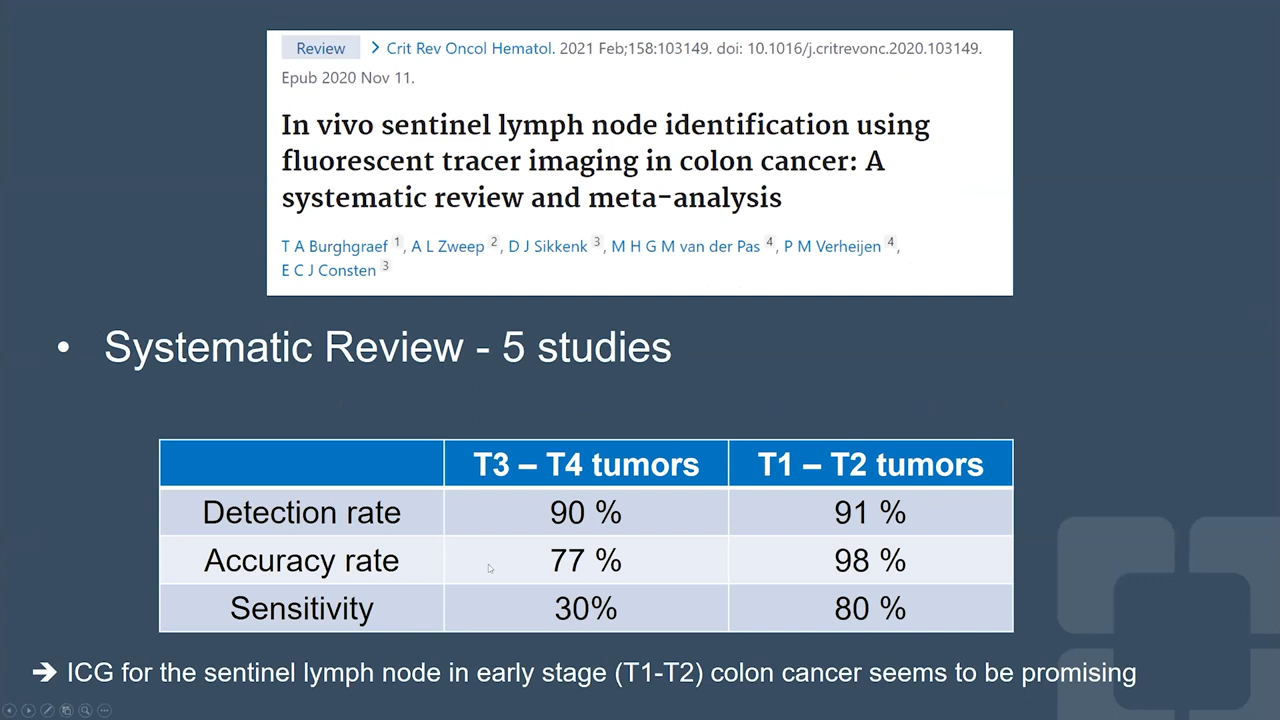 Review > Crit Rev Oncol Hematol. 2021 Feb;158:103149. doi: 10.1016/j.critrevonc.2020.103149.
Epub 2020 Nov 11.
In vivo sentinel lymph node identification using
fluorescent tracer imaging in colon cancer: A
systematic review and meta-analysis
T A Burghgraef 1, A L Zweep 2, D J Sikkenk 3, M H G M van der Pas 4, P M Verheijen 4,
E C J Consten 3
• Systematic Review - 5 studies
T3 – T4 tumors T1 – T2 tumors
Detection rate 90 % 91 %
Accuracy rate 77 % 98 %
Sensitivity 30% 80 %
➔ ICG for the sentinel lymph node in early stage (T1-T2) colon cancer seems to be promising